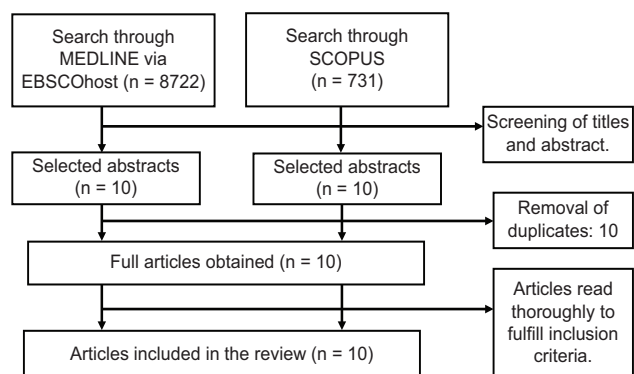 Search through
MEDLINE via
EBSCOhost (n = 8722)
Search through
SCOPUS
(n = 731)
Screening of titles
and abstract.
Selected abstracts
(n = 10)
Selected abstracts
(n = 10)
Removal of
duplicates: 10
Full articles obtained (n = 10)
Articles read
thoroughly to
fulfill inclusion
criteria.
Articles included in the review (n = 10)